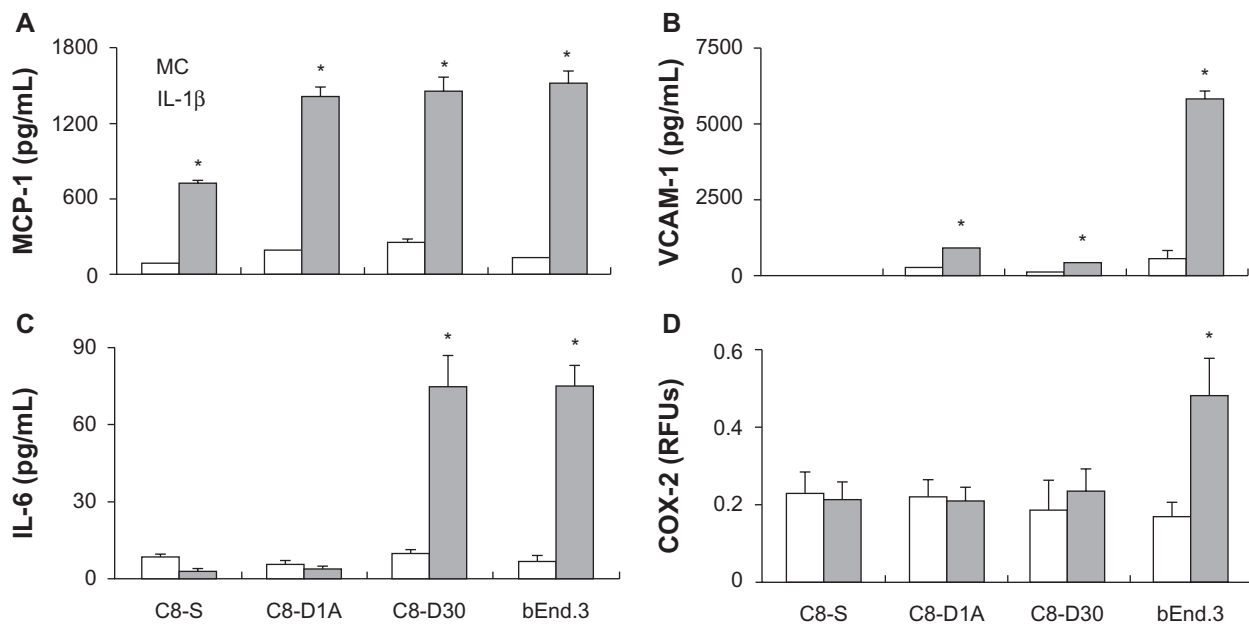 A
MCP-1 (pg/mL)
1800
1200
600
0
MC
IL-1β
*
*
*
*
B
VCAM-1 (pg/mL)
7500
5000
2500
0
*
*
*
C
IL-6 (pg/mL)
90
60
30
0
*
*
C8-S C8-D1A C8-D30 bEnd.3
D
COX-2 (RFUs)
0.6
0.4
0.2
0
*
C8-S C8-D1A C8-D30 bEnd.3